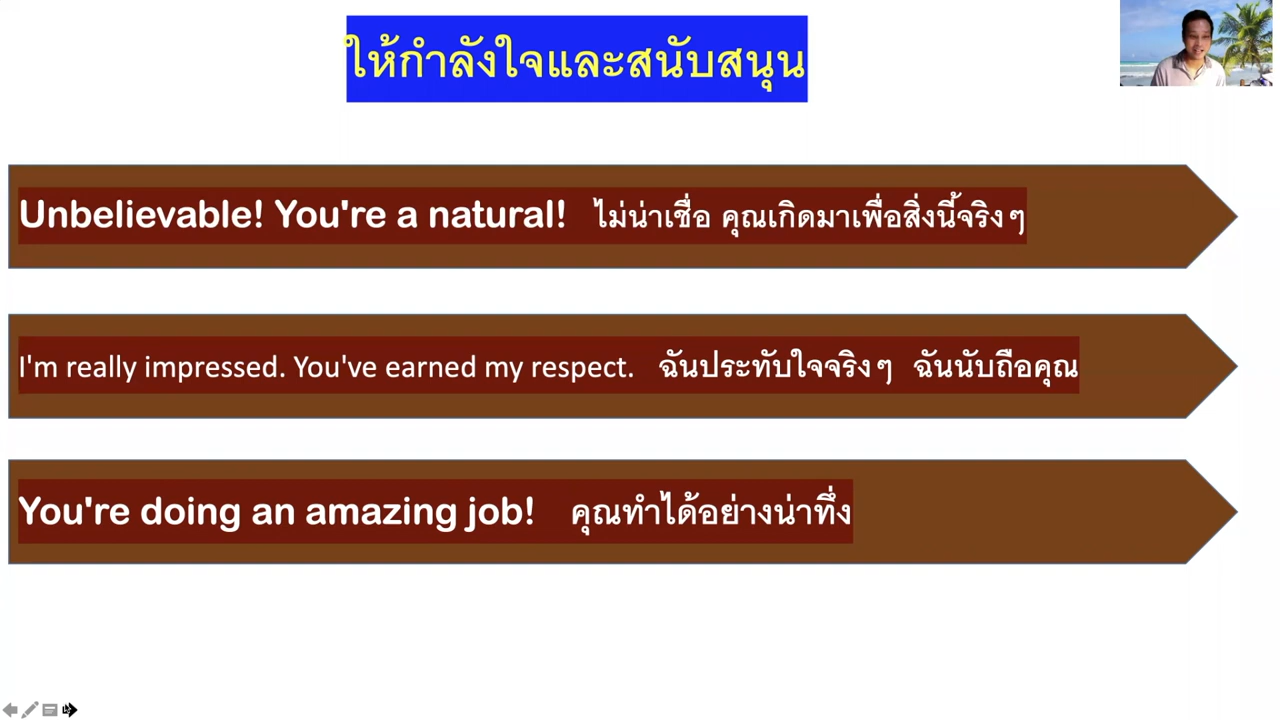 ให้กำลังใจและสนับสนุน
Unbelievable! You're a natural! ไม่น่าเชื่อ คุณเกิดมาเพื่อสิ่งนี้จริงๆ
I'm really impressed. You've earned my respect. ฉันประทับใจจริงๆ ฉันนับถือคุณ
You're doing an amazing job! คุณทำได้อย่างน่าทึ่ง